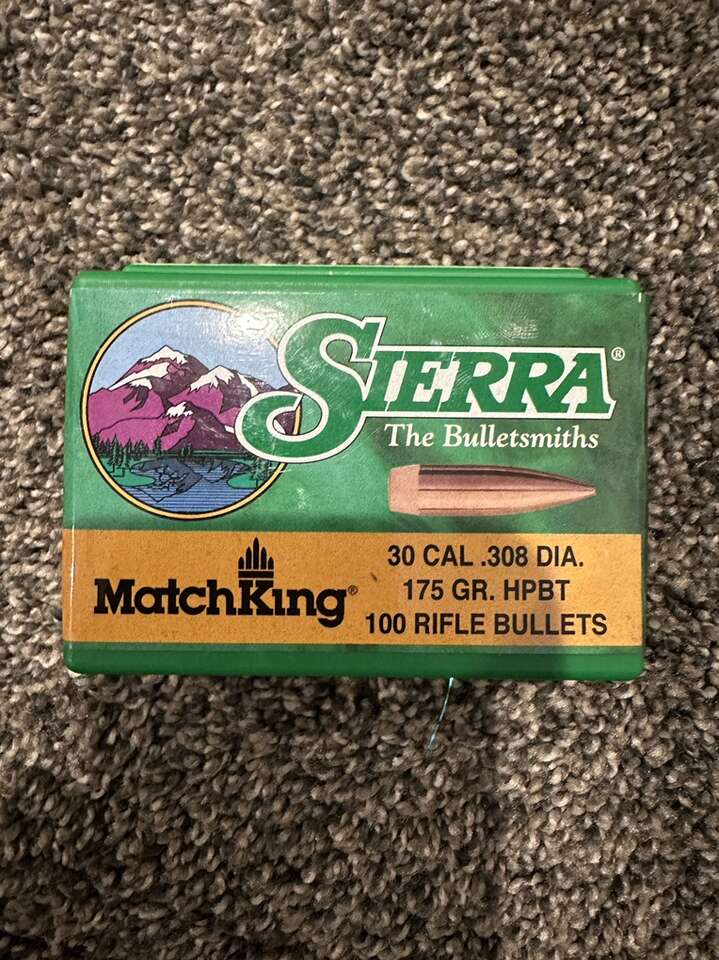 SIERRA®
The Bulletsmiths
MatchKing®
30 CAL .308 DIA.
175 GR. HPBT
100 RIFLE BULLETS